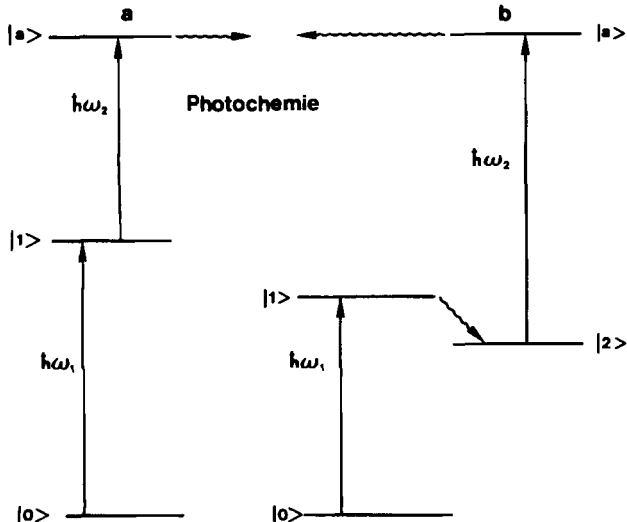 a
b
|a>
|a>
ħω₂
Photochemie
ħω₂
|1>
|1>
|2>
ħω₁
ħω₁
|0>
|0>